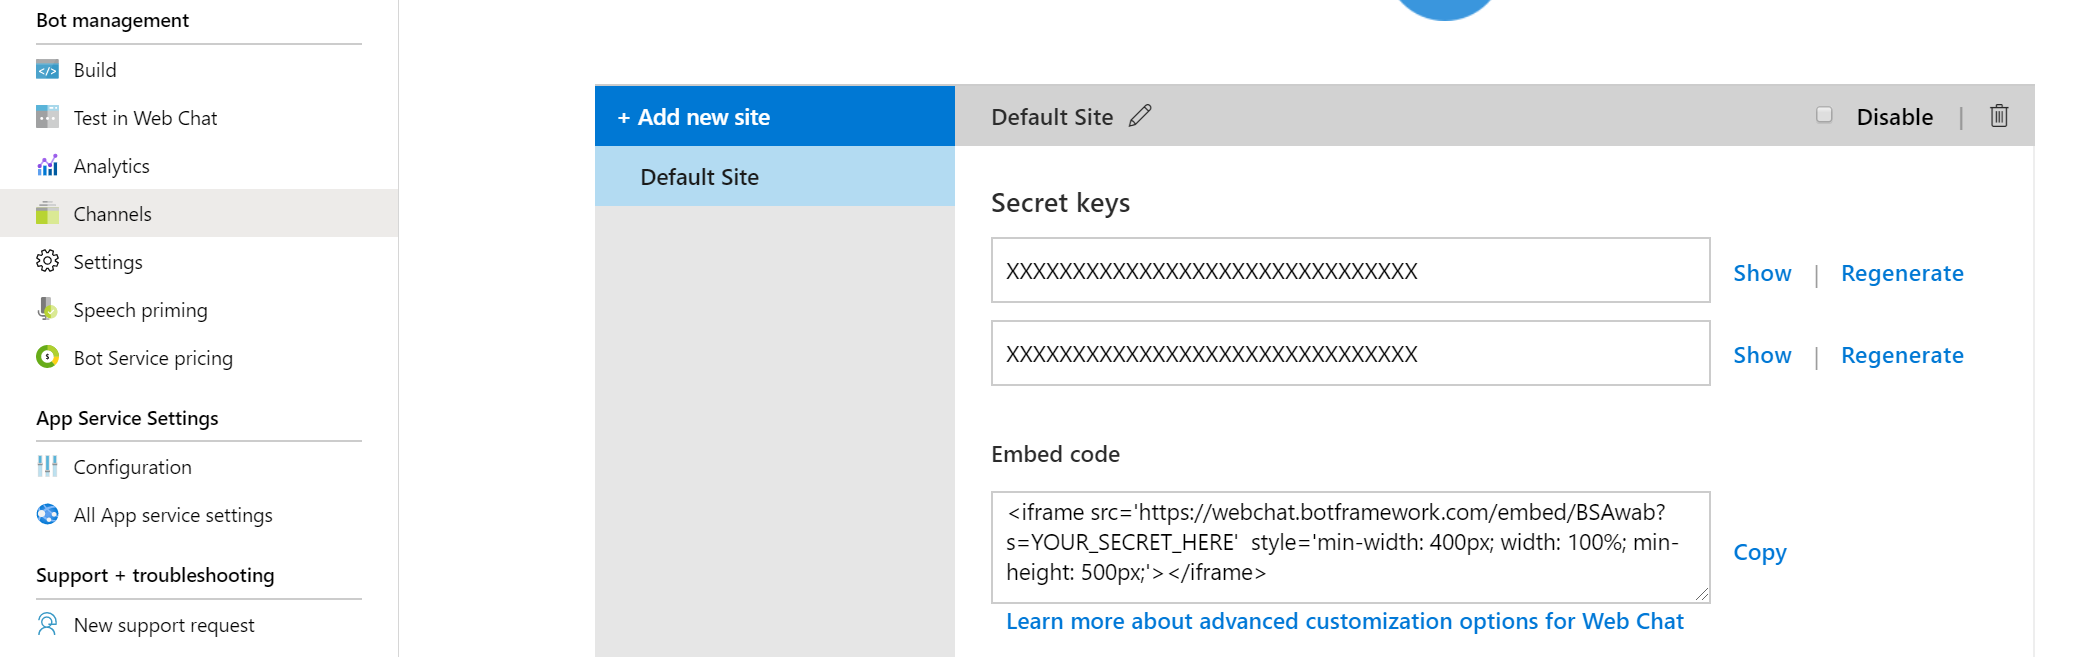 Bot management
Build
Test in Web Chat
Analytics
Channels
Settings
Speech priming
Bot Service pricing
App Service Settings
Configuration
All App service settings
Support + troubleshooting
New support request
+ Add new site
Default Site
Default Site
Disable |
Secret keys
XXXXXXXXXXXXXXXXXXXXXXXXXXXXXXX
Show | Regenerate
XXXXXXXXXXXXXXXXXXXXXXXXXXXXXXX
Show | Regenerate
Embed code
<iframe src='https://webchat.botframework.com/embed/BSAwab?
s=YOUR_SECRET_HERE'  style='min-width: 400px; width: 100%; min-
height: 500px;'></iframe>
Copy
Learn more about advanced customization options for Web Chat